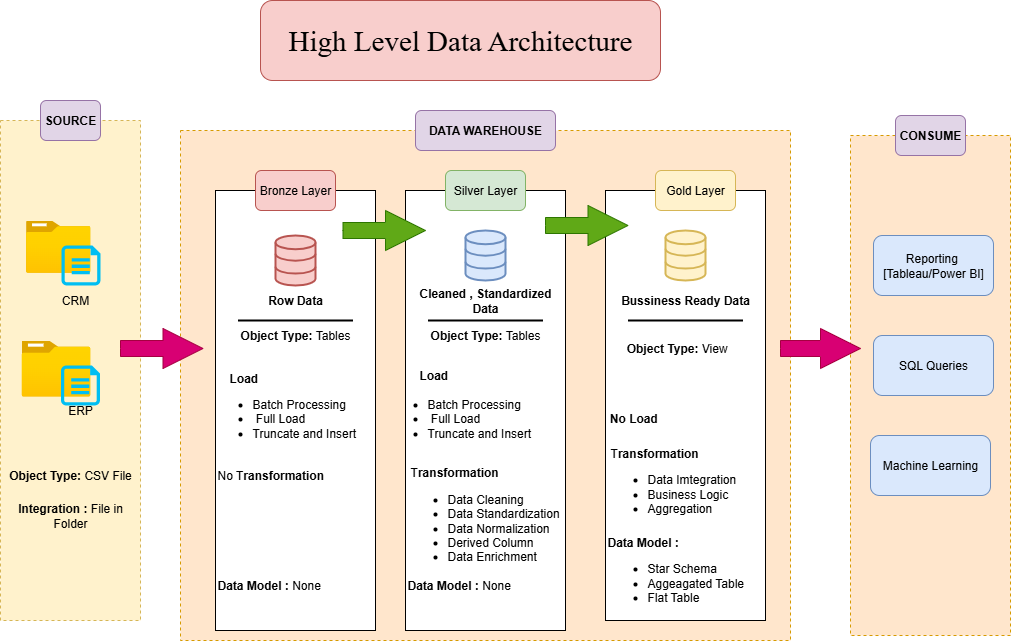 High Level Data Architecture
SOURCE
CRM
ERP
Object Type: CSV File
Integration : File in
Folder
DATA WAREHOUSE
Bronze Layer
Row Data
Object Type: Tables
Load
Batch Processing
Full Load
Truncate and Insert
No Transformation
Data Model : None
Silver Layer
Cleaned , Standardized
Data
Object Type: Tables
Load
Batch Processing
Full Load
Truncate and Insert
Transformation
Data Cleaning
Data Standardization
Data Normalization
Derived Column
Data Enrichment
Data Model : None
Gold Layer
Bussiness Ready Data
Object Type: View
No Load
Transformation
Data Integration
Business Logic
Aggregation
Data Model :
Star Schema
Aggeagated Table
Flat Table
CONSUME
Reporting
[Tableau/Power BI]
SQL Queries
Machine Learning